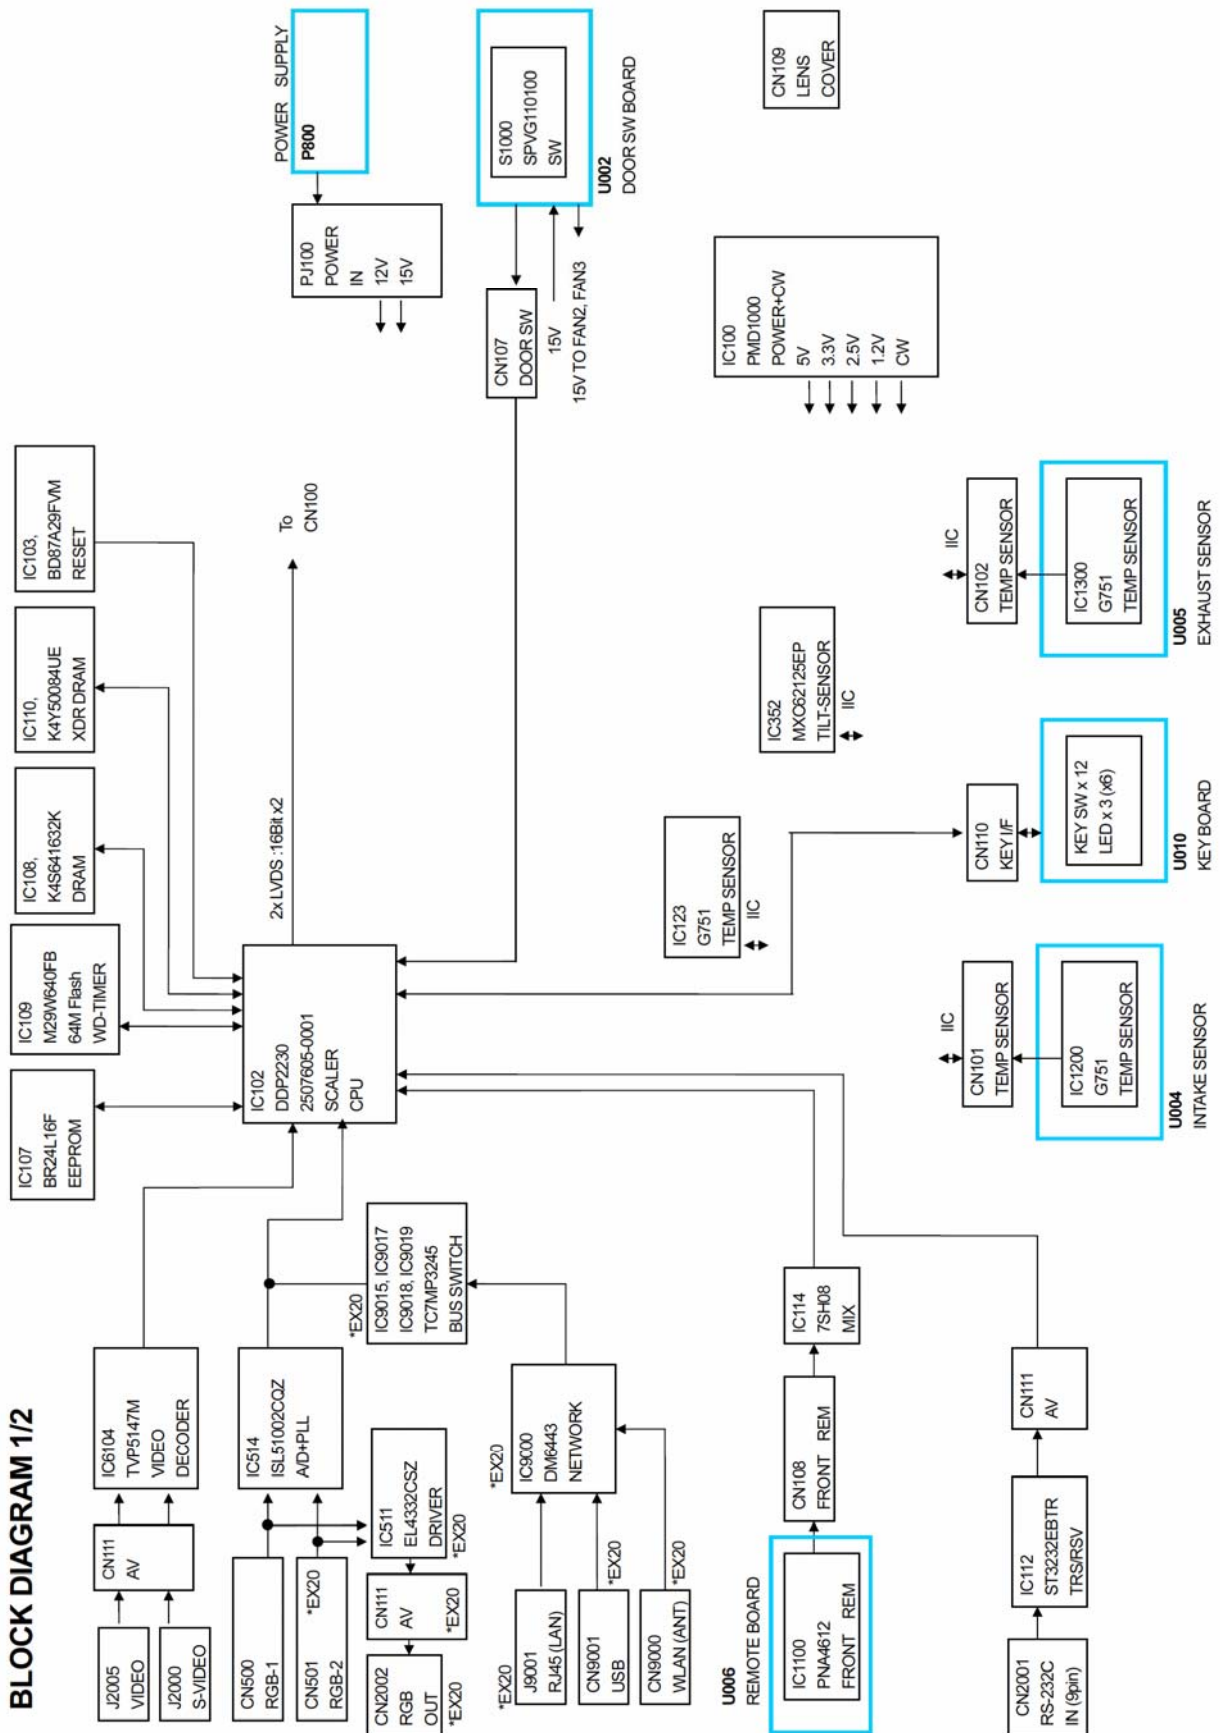 BLOCK DIAGRAM 1/2
J2005
VIDEO
J2000
S-VIDEO
CN111
AV
IC6104
TVP5147M
VIDEO
DECODER
IC107
BR24L16F
EEPROM
IC109
M29W640FB
64M Flash
WD-TIMER
IC108,
K4S641632K
DRAM
IC110,
K4Y50084UE
XDR DRAM
IC103,
BD87A29FVM
RESET
CN500
RGB-1
CN501
RGB-2
*EX20
IC514
ISL51002CQZ
A/D+PLL
IC511
EL4332CSZ
DRIVER
*EX20
CN111
AV
*EX20
CN2002
RGB
OUT
*EX20
IC102
DDP2230
2507605-0001
SCALER
CPU
2x LVDS :16Bit x2
To
CN100
POWER SUPPLY
P800
PJ100
POWER
IN
12V
15V
*EX20
IC9015, IC9017
IC9018, IC9019
TC7MP3245
BUS SWITCH
*EX20
IC9000
DM6443
NETWORK
*EX20
J9001
RJ45 (LAN)
CN9001
USB
*EX20
CN9000
WLAN (ANT)
*EX20
CN107
DOOR SW
15V
15V TO FAN2, FAN3
S1000
SPVG110100
SW
U002
DOOR SW BOARD
U006
REMOTE BOARD
IC1100
PNA4612
FRONT REM
CN108
FRONT REM
IC114
7SH08
MIX
IC123
G751
TEMP SENSOR
IIC
IC352
MXC62125EP
TILT-SENSOR
IIC
IC100
PMD1000
POWER+CW
5V
3.3V
2.5V
1.2V
CW
CN109
LENS
COVER
CN2001
RS-232C
IN (9pin)
IC112
ST3232EBTR
TRS/RSV
CN111
AV
IIC
CN101
TEMP SENSOR
IC1200
G751
TEMP SENSOR
U004
INTAKE SENSOR
CN110
KEY I/F
KEY SW x 12
LED x 3 (x6)
U010
KEY BOARD
IIC
CN102
TEMP SENSOR
IC1300
G751
TEMP SENSOR
U005
EXHAUST SENSOR